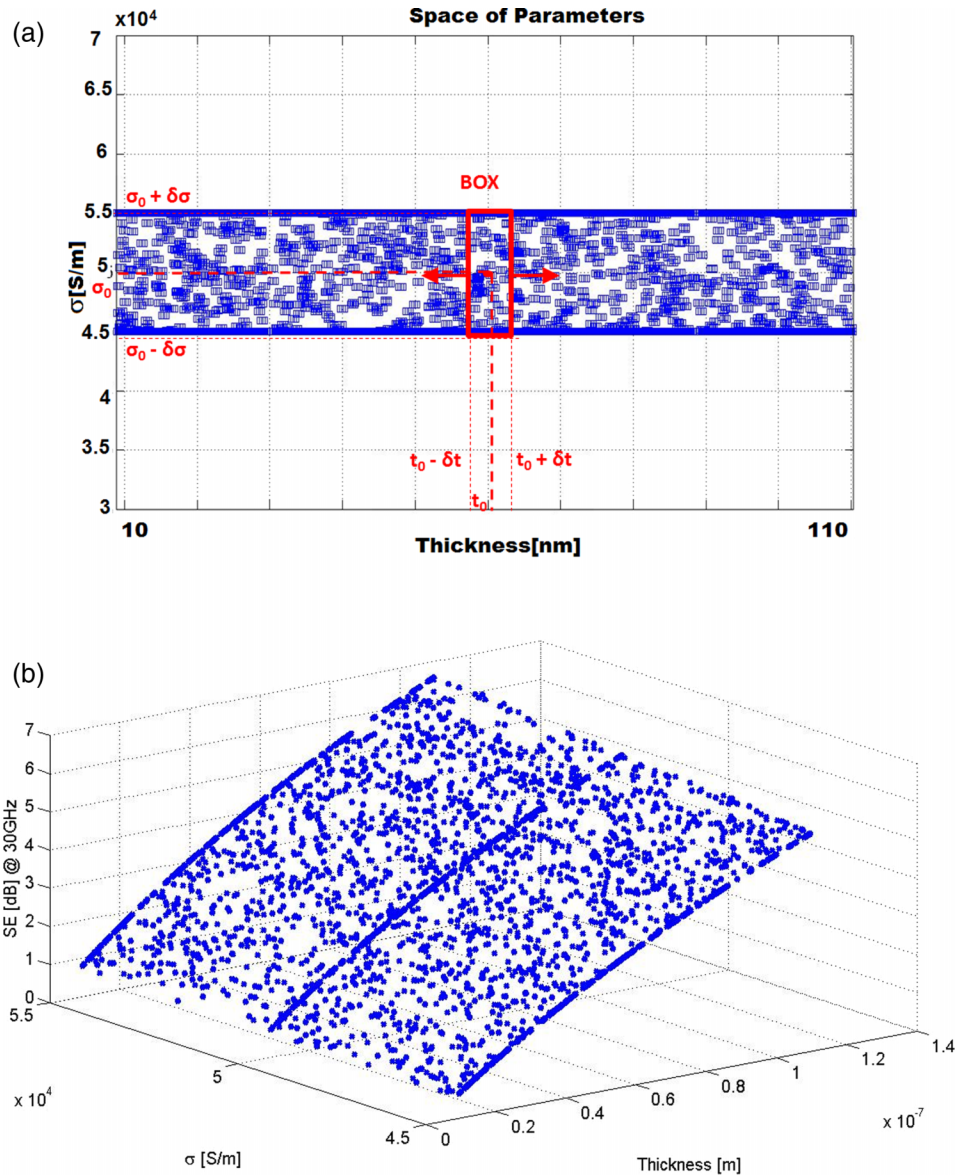 (a)
Space of Parameters
x10⁴
7
6.5
6
5.5
5
4.5
4
3.5
3
σ[S/m]
σ₀ + δσ
σ₀
σ₀ - δσ
BOX
t₀ - δt
t₀ + δt
t₀
10
110
Thickness[nm]
(b)
7
6
5
4
3
2
1
0
SE [dB] @ 30GHz
5.5
5
4.5
x 10⁴
σ [S/m]
0
0.2
0.4
0.6
0.8
1
1.2
1.4
x 10⁻⁷
Thickness [m]